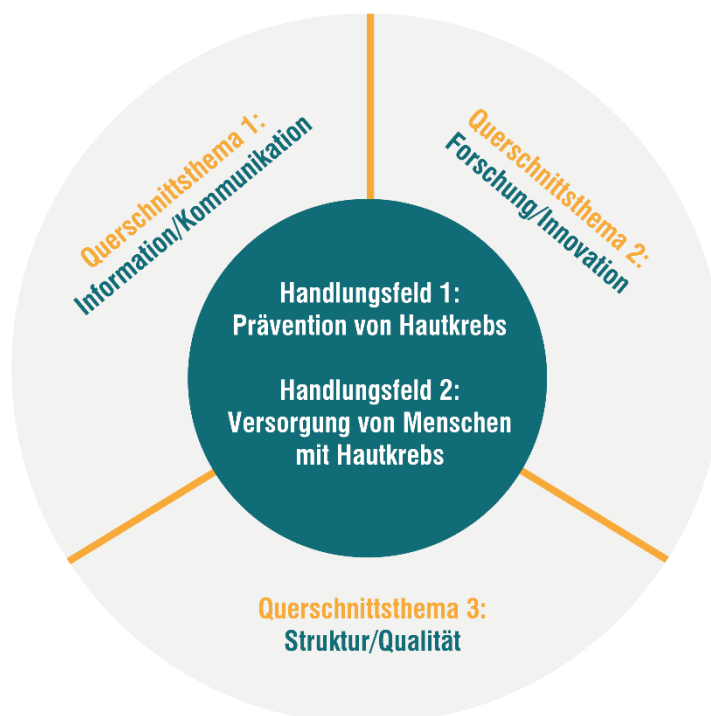 Querschnittsthema 1:
Information/Kommunikation
Querschnittsthema 2:
Forschung/Innovation
Handlungsfeld 1:
Prävention von Hautkrebs
Handlungsfeld 2:
Versorgung von Menschen
mit Hautkrebs
Querschnittsthema 3:
Struktur/Qualität